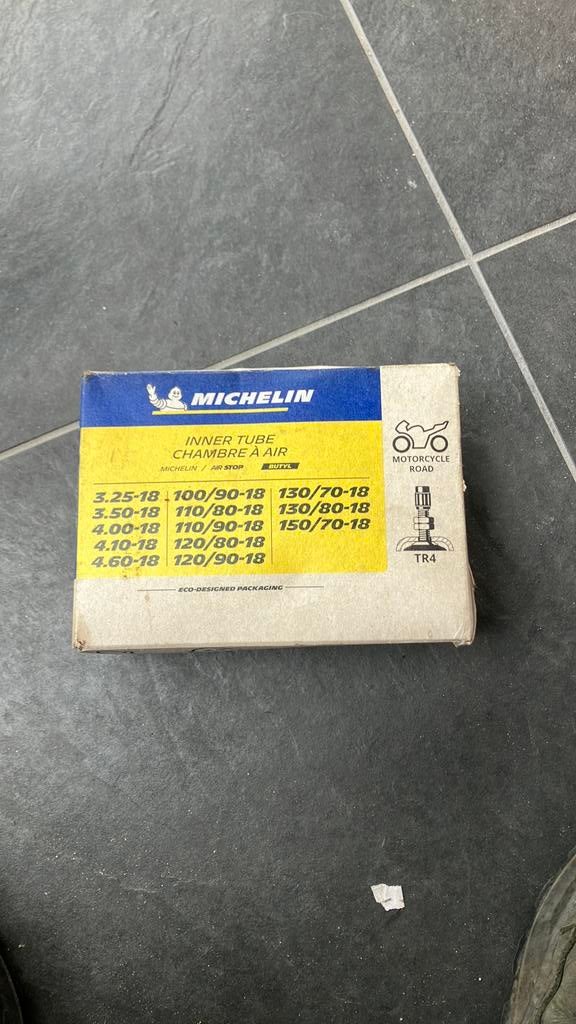 MICHELIN
INNER TUBE
CHAMBRE À AIR
MICHELIN / AIR STOP BUTYL
3.25-18 100/90-18 130/70-18
3.50-18 110/80-18 130/80-18
4.00-18 110/90-18 150/70-18
4.10-18 120/80-18
4.60-18 120/90-18
ECO-DESIGNED PACKAGING
MOTORCYCLE
ROAD
TR4